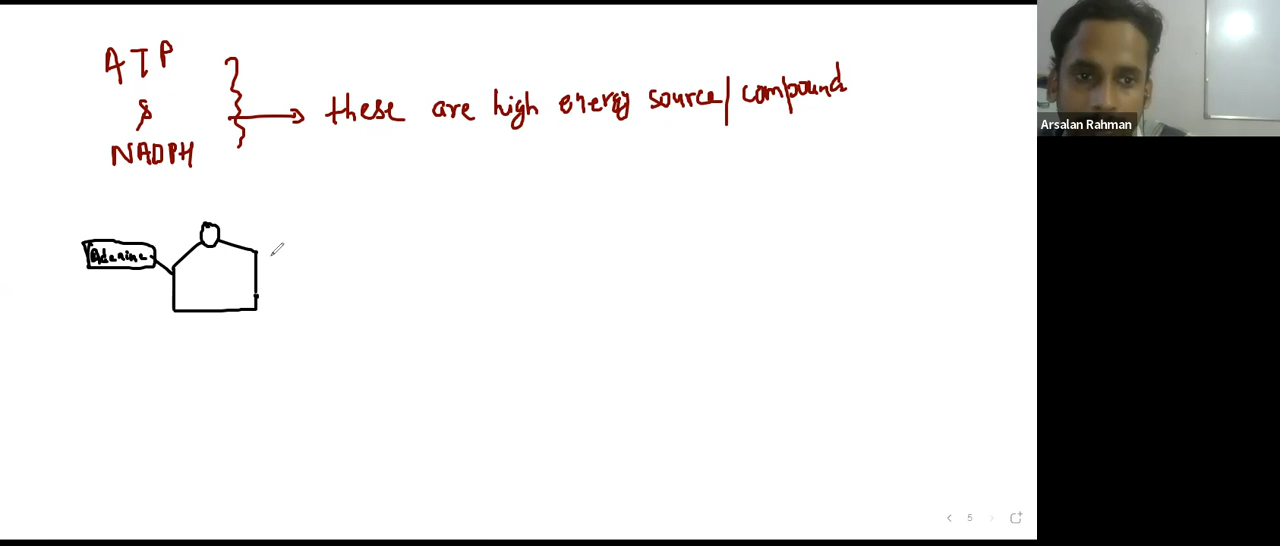 ATP
&
NADPH
these are high energy source/compound
Adenine
Arsalan Rahman
5